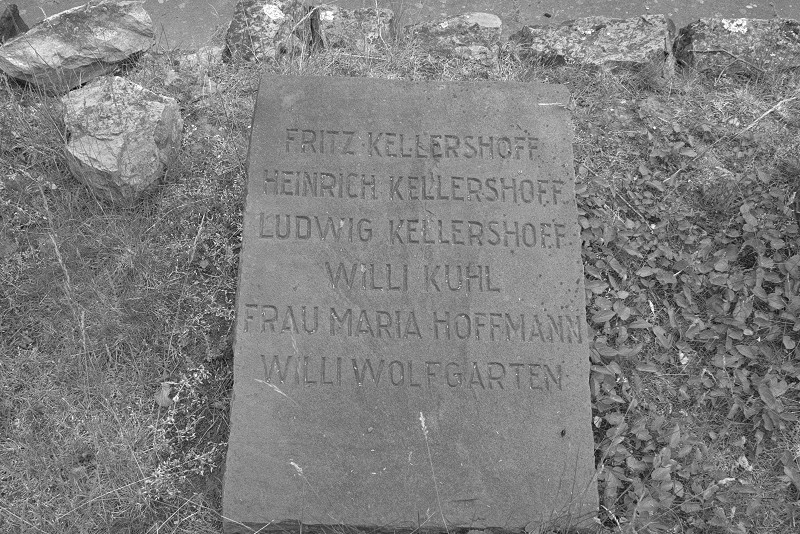 FRITZ KELLERSHOFF
HEINRICH KELLERSHOFF
LUDWIG KELLERSHOFF
WILLI KUHL
FRAU MARIA HOFFMANN
WILLI WOLFGARTEN